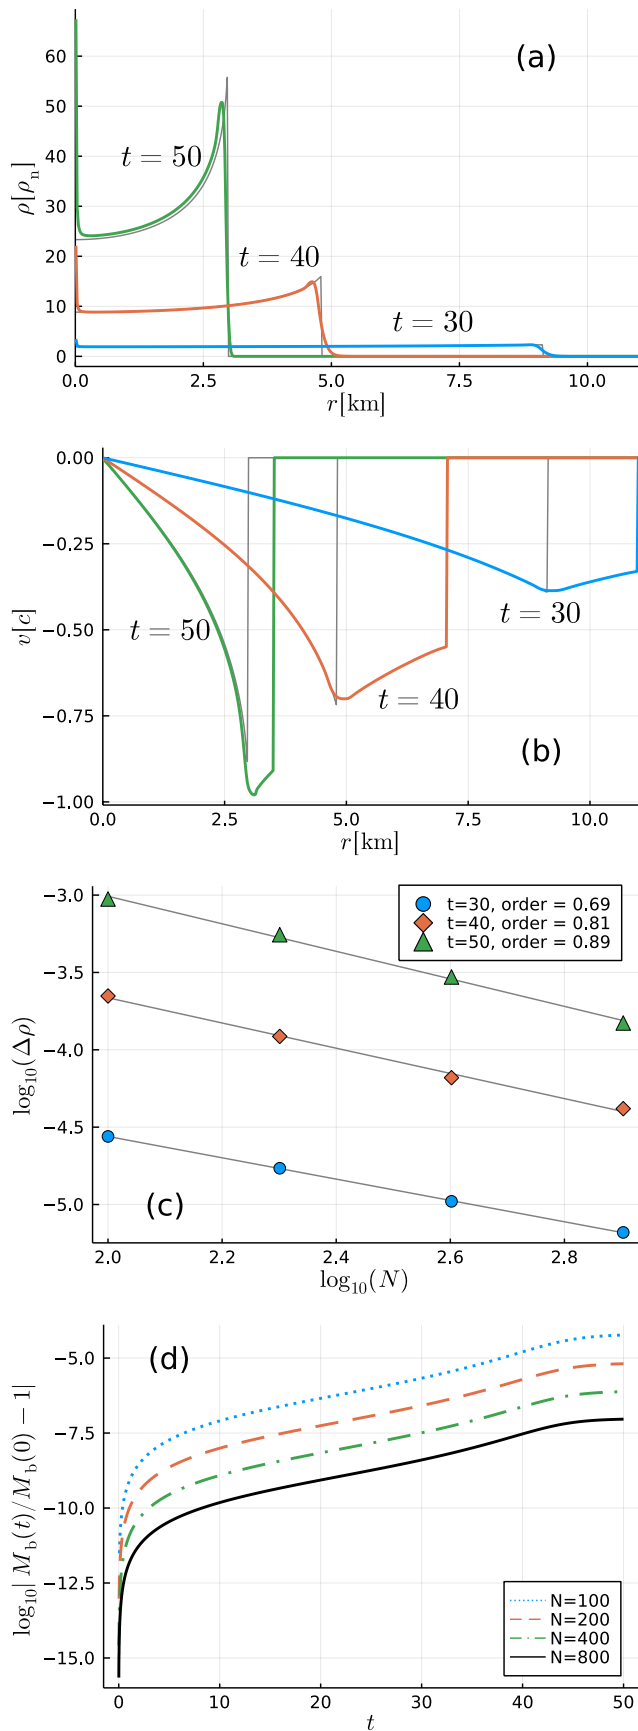 (a)
60
50
40
30
20
10
0
ρ[ρₙ]
t = 50
t = 40
t = 30
0.0 2.5 5.0 7.5 10.0
r[km]
0.00
−0.25
−0.50
−0.75
−1.00
v[c]
t = 50
t = 30
t = 40
(b)
0.0 2.5 5.0 7.5 10.0
r[km]
−3.0
−3.5
−4.0
−4.5
−5.0
log₁₀(Δρ)
t=30, order = 0.69
t=40, order = 0.81
t=50, order = 0.89
(c)
2.0 2.2 2.4 2.6 2.8
log₁₀(N)
(d)
−5.0
−7.5
−10.0
−12.5
−15.0
log₁₀|M_b(t)/M_b(0) − 1|
N=100
N=200
N=400
N=800
0 10 20 30 40 50
t